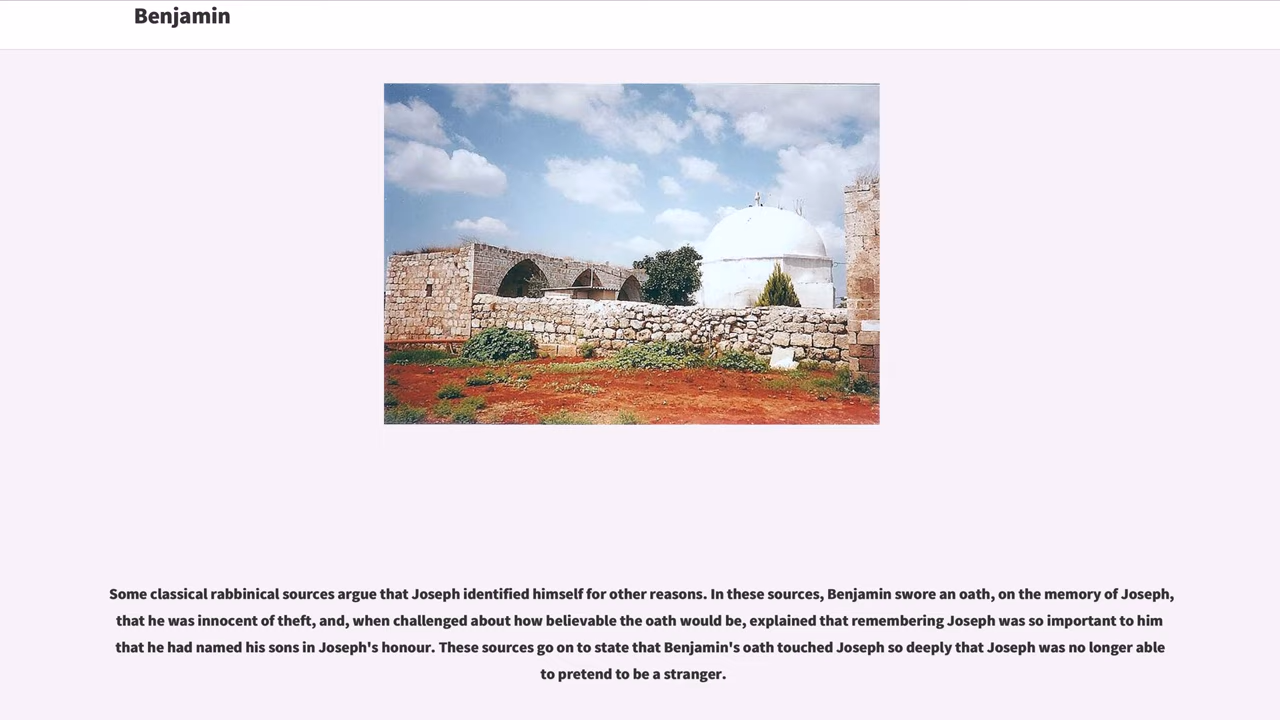 Benjamin
Some classical rabbinical sources argue that Joseph identified himself for other reasons. In these sources, Benjamin swore an oath, on the memory of Joseph,
that he was innocent of theft, and, when challenged about how believable the oath would be, explained that remembering Joseph was so important to him
that he had named his sons in Joseph's honour. These sources go on to state that Benjamin's oath touched Joseph so deeply that Joseph was no longer able
to pretend to be a stranger.